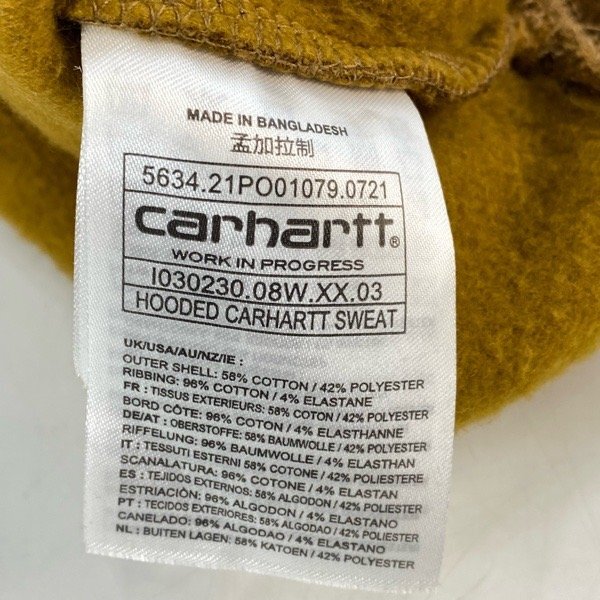 MADE IN BANGLADESH
孟加拉制
5634.21PO01079.0721
carhartt®
WORK IN PROGRESS
I030230.08W.XX.03
HOODED CARHARTT SWEAT
UK/USA/AU/NZ/IE :
OUTER SHELL: 58% COTTON / 42% POLYESTER
RIBBING: 96% COTTON / 4% ELASTANE
FR : TISSUS EXTERIEURS: 58% COTON / 42% POLYESTER
BORD CÔTE: 96% COTON / 4% ELASTHANNE
DE/AT : OBERSTOFFE: 58% BAUMWOLLE / 42% POLYESTER
RIFFELUNG: 96% BAUMWOLLE / 4% ELASTHAN
IT : TESSUTI ESTERNI 58% COTONE / 42% POLIESTERE
SCANALATURA: 96% COTONE / 4% ELASTAN
ES : TEJIDOS EXTERNOS: 58% ALGODON / 42% POLIESTER
ESTRIACIÓN: 96% ALGODON / 4% ELASTANO
PT : TECIDOS EXTERIORES: 58% ALGODAO / 42% POLIESTER
CANELADO: 96% ALGODAO / 4% ELASTANO
NL : BUITEN LAGEN: 58% KATOEN / 42% POLYESTER